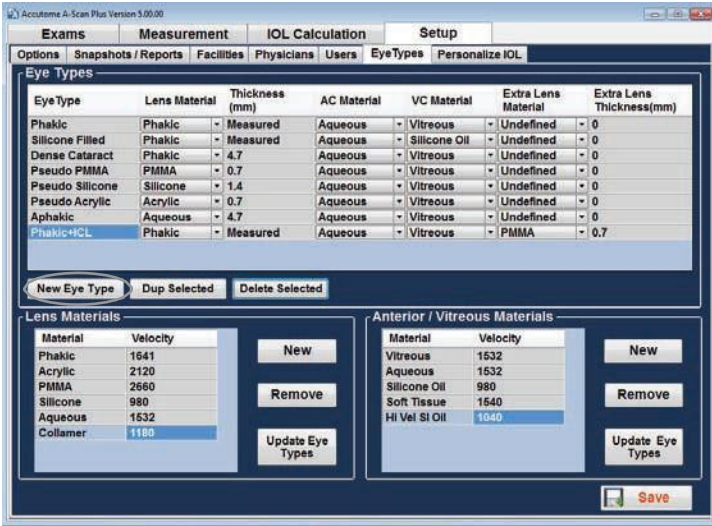 Accutome A-Scan Plus Version 5.00.00
Exams Measurement IOL Calculation Setup
Options Snapshots / Reports Facilities Physicians Users Eye Types Personalize IOL
Eye Types
Eye Type Lens Material Thickness (mm) AC Material VC Material Extra Lens Material Extra Lens Thickness(mm)
Phakic Phakic Measured Aqueous Vitreous Undefined 0
Silicone Filled Phakic Measured Aqueous Silicone Oil Undefined 0
Dense Cataract Phakic 4.7 Aqueous Vitreous Undefined 0
Pseudo PMMA PMMA 0.7 Aqueous Vitreous Undefined 0
Pseudo Silicone Silicone 1.4 Aqueous Vitreous Undefined 0
Pseudo Acrylic Acrylic 0.7 Aqueous Vitreous Undefined 0
Aphakic Aqueous 4.7 Aqueous Vitreous Undefined 0
Phakic+ICL Phakic Measured Aqueous Vitreous PMMA 0.7
New Eye Type Dup Selected Delete Selected
Lens Materials
Material Velocity
Phakic 1641
Acrylic 2120
PMMA 2660
Silicone 980
Aqueous 1532
Collamer 1180
New
Remove
Update Eye
Types
Anterior / Vitreous Materials
Material Velocity
Vitreous 1532
Aqueous 1532
Silicone Oil 980
Soft Tissue 1540
Hi Vel Si Oil 1040
New
Remove
Update Eye
Types
Save